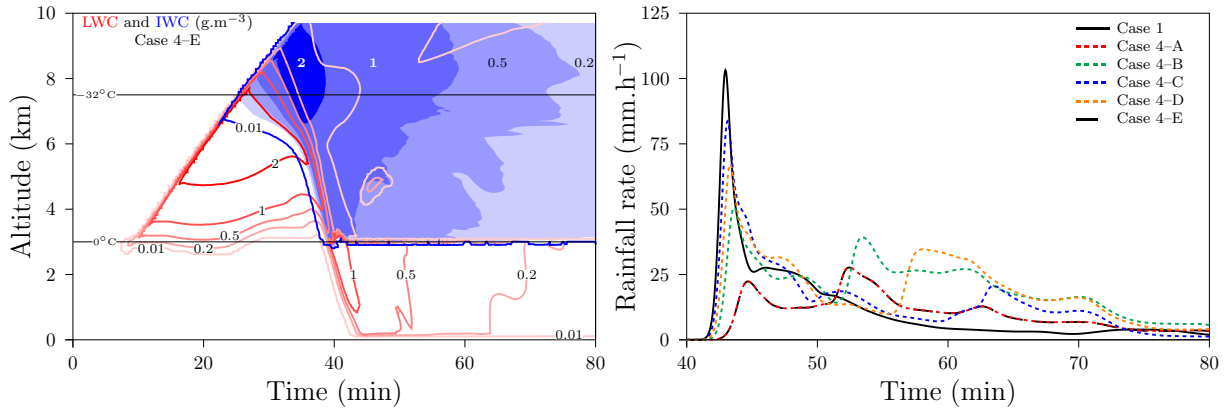 LWC and IWC (g.m⁻³)
Case 4–E
Altitude (km)
10
8
6
4
2
0
−32°C
−0°C
2
1
0.5
0.2
0.01
2
1
0.5
0.2
0.01
1
0.5
0.2
0.01
0 20 40 60 80
Time (min)
Rainfall rate (mm.h⁻¹)
125
100
75
50
25
0
Case 1
Case 4–A
Case 4–B
Case 4–C
Case 4–D
Case 4–E
40 50 60 70 80
Time (min)